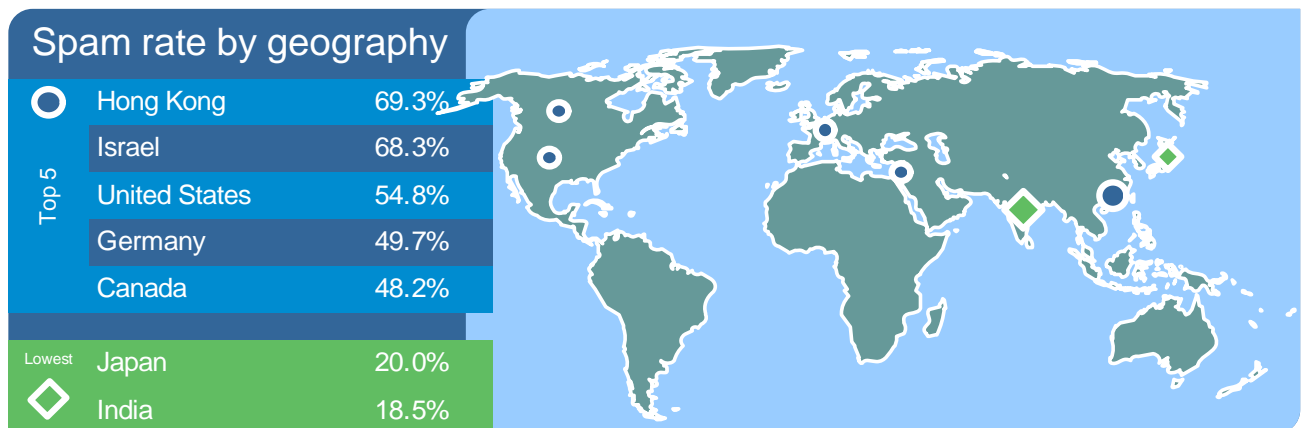 Spam rate by geography
Hong Kong 69.3%
Israel 68.3%
Top 5
United States 54.8%
Germany 49.7%
Canada 48.2%
Lowest
Japan 20.0%
India 18.5%